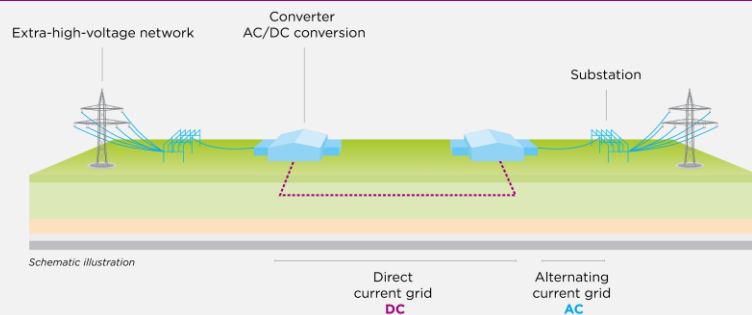 Extra-high-voltage network
Converter
AC/DC conversion
Substation
Schematic illustration
Direct
current grid
DC
Alternating
current grid
AC